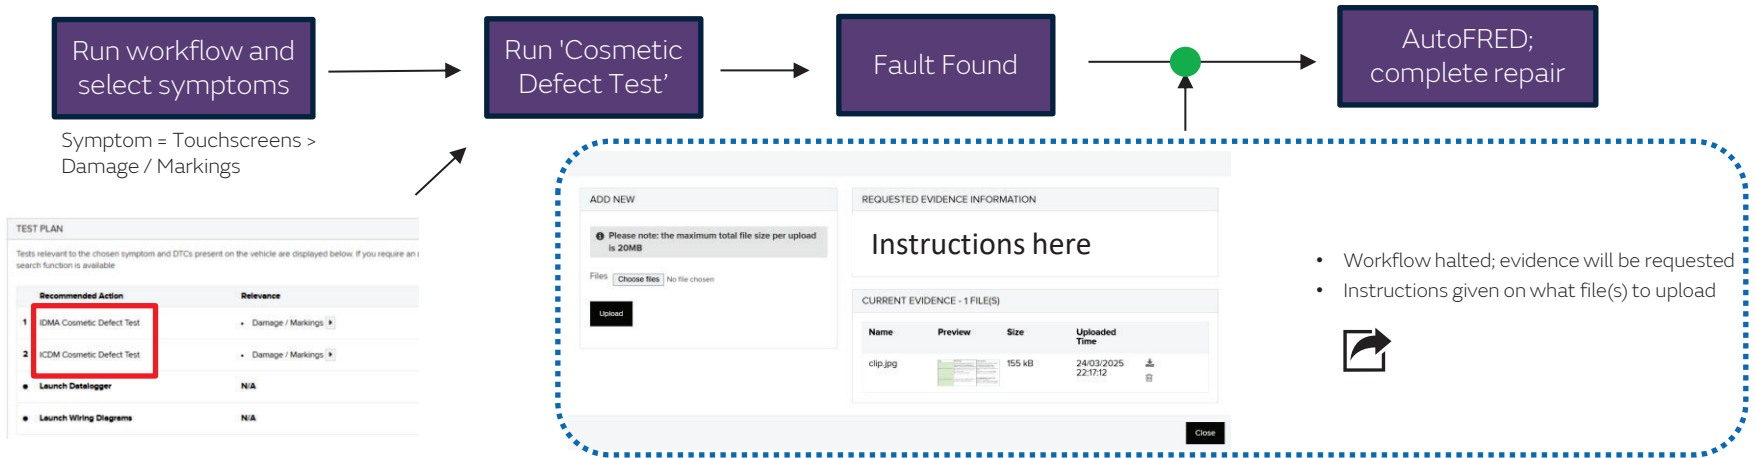 Run workflow and
select symptoms
Run 'Cosmetic
Defect Test’
Fault Found
AutoFRED;
complete repair
Symptom = Touchscreens >
Damage / Markings
TEST PLAN
Tests relevant to the chosen symptom and DTCs present on the vehicle are displayed below. If you require an
search function is available
Recommended Action Relevance
1 IDMA Cosmetic Defect Test • Damage / Markings
2 ICDM Cosmetic Defect Test • Damage / Markings
• Launch Datalogger N/A
• Launch Wiring Diagrams N/A
ADD NEW
Please note: the maximum total file size per upload
is 20MB
Files Choose files No file chosen
Upload
REQUESTED EVIDENCE INFORMATION
Instructions here
CURRENT EVIDENCE - 1 FILE(S)
Name Preview Size Uploaded
Time
clip.jpg 155 kB 24/03/2025
22:17:12
Close
• Workflow halted; evidence will be requested
• Instructions given on what file(s) to upload